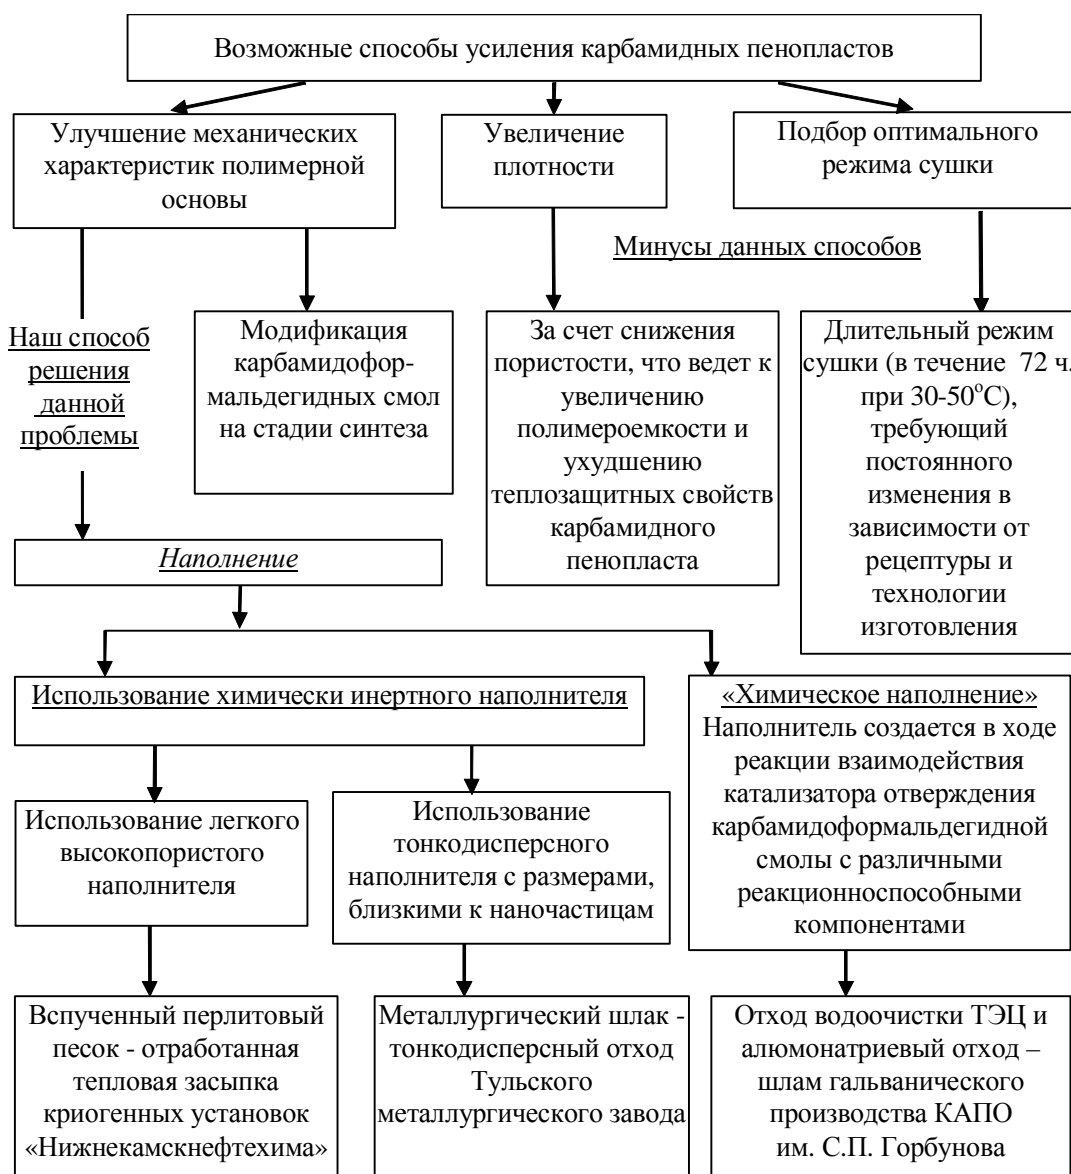 Возможные способы усиления карбамидных пенопластов
Улучшение механических
характеристик полимерной
основы
Увеличение
плотности
Подбор оптимального
режима сушки
Минусы данных способов
Наш способ
решения
данной
проблемы
Модификация
карбамидофор-
мальдегидных смол
на стадии синтеза
За счет снижения
пористости, что ведет к
увеличению
полимероемкости и
ухудшению
теплозащитных свойств
карбамидного
пенопласта
Длительный режим
сушки (в течение 72 ч.
при 30-50°С),
требующий
постоянного
изменения в
зависимости от
рецептуры и
технологии
изготовления
Наполнение
Использование химически инертного наполнителя
«Химическое наполнение»
Наполнитель создается в ходе
реакции взаимодействия
катализатора отверждения
карбамидоформальдегидной
смолы с различными
реакционноспособными
компонентами
Использование легкого
высокопористого
наполнителя
Использование
тонкодисперсного
наполнителя с размерами,
близкими к наночастицам
Вспученный перлитовый
песок - отработанная
тепловая засыпка
криогенных установок
«Нижнекамскнефтехима»
Металлургический шлак -
тонкодисперсный отход
Тульского
металлургического завода
Отход водоочистки ТЭЦ и
алюмонатриевый отход –
шлам гальванического
производства КАПО
им. С.П. Горбунова